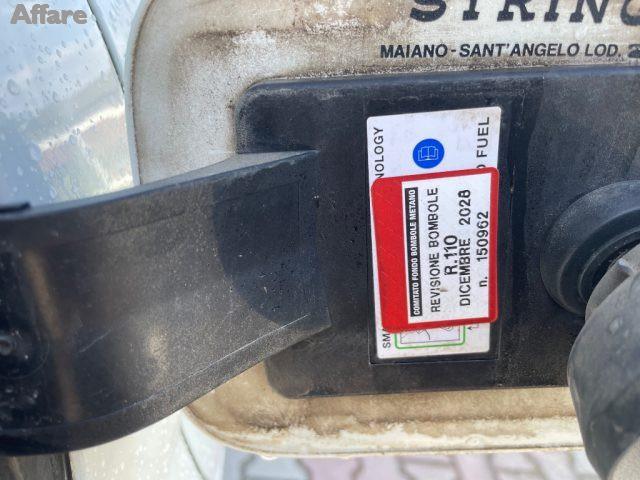 Affare
STRING
MAIANO - SANT'ANGELO LOD.
COMITATO FONDO BOMBOLE METANO
REVISIONE BOMBOLE
R.110
DICEMBRE 2028
n. 150962
FUEL